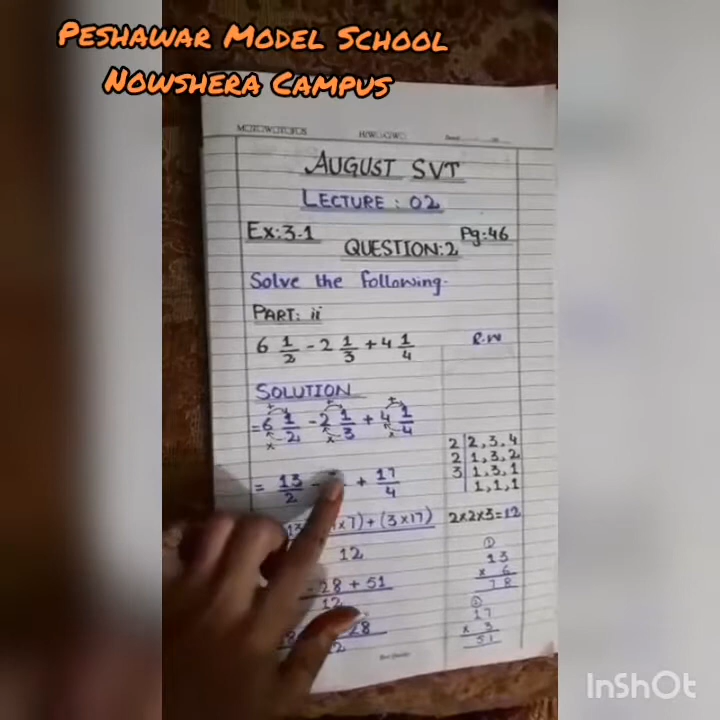 PESHAWAR MODEL SCHOOL
NOWSHERA CAMPUS
AUGUST SVT
LECTURE : 02
Ex:3.1
Pg:46
QUESTION:2
Solve the following.
PART: ii
6 1/2 - 2 1/3 + 4 1/4
R.W
SOLUTION
= 6 1/2 - 2 1/3 + 4 1/4
= 13/2 - + 17/4
×7) + (3×17)
12
28 + 51
12
28
2 | 2,3,4
2 | 1,3,2
3 | 1,3,1
1,1,1
2×2×3=12
1
13
× 6
78
2
17
× 3
51
InShOt